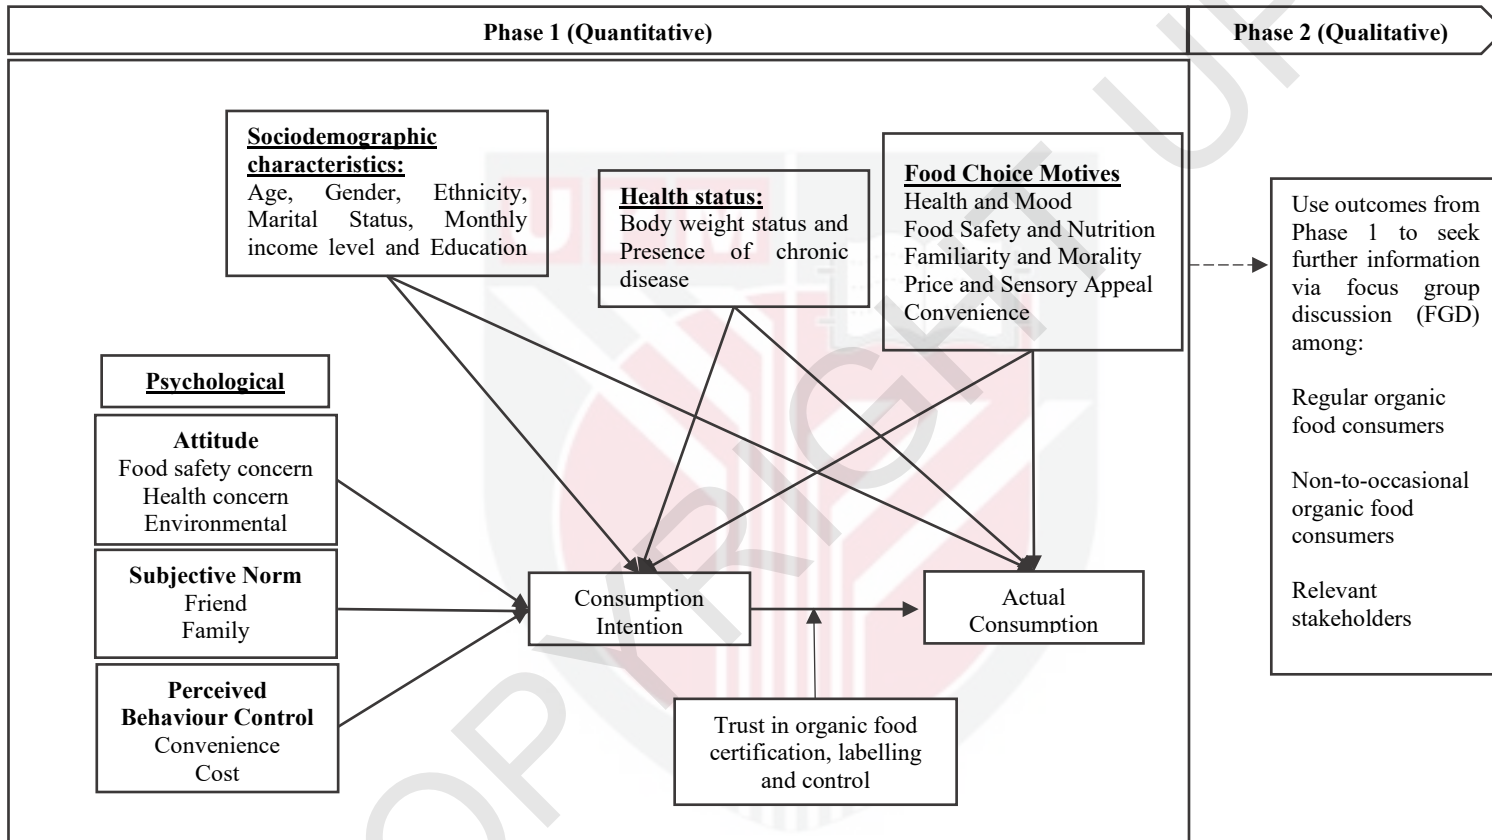 Phase 1 (Quantitative)
Phase 2 (Qualitative)
Sociodemographic
characteristics:
Age, Gender, Ethnicity,
Marital Status, Monthly
income level and Education
Health status:
Body weight status and
Presence of chronic
disease
Food Choice Motives
Health and Mood
Food Safety and Nutrition
Familiarity and Morality
Price and Sensory Appeal
Convenience
Use outcomes from
Phase 1 to seek
further information
via focus group
discussion (FGD)
among:
Regular organic
food consumers
Non-to-occasional
organic food
consumers
Relevant
stakeholders
Psychological
Attitude
Food safety concern
Health concern
Environmental
Subjective Norm
Friend
Family
Perceived
Behaviour Control
Convenience
Cost
Consumption
Intention
Actual
Consumption
Trust in organic food
certification, labelling
and control
UPM
COPYRIGHT UPM